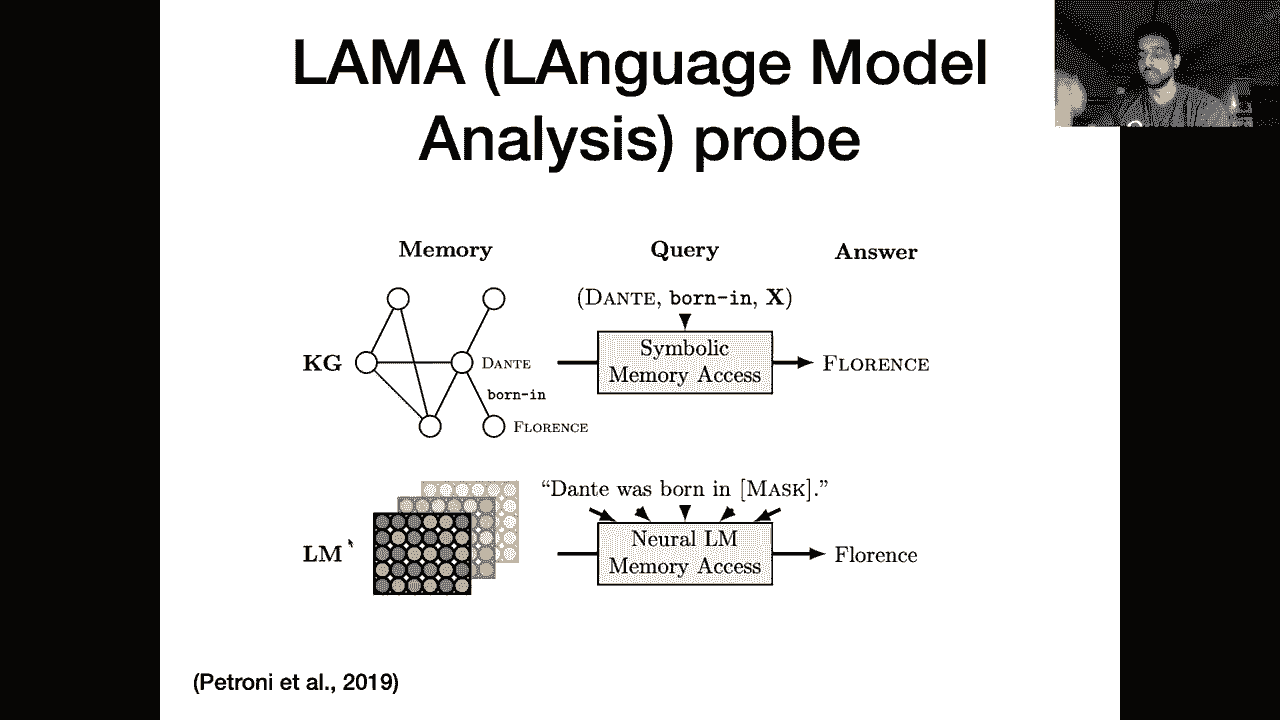 LAMA (LAnguage Model
Analysis) probe
Memory
Query
Answer
(DANTE, born-in, X)
KG
DANTE
born-in
FLORENCE
Symbolic
Memory Access
FLORENCE
“Dante was born in [MASK].”
LM
Neural LM
Memory Access
Florence
(Petroni et al., 2019)